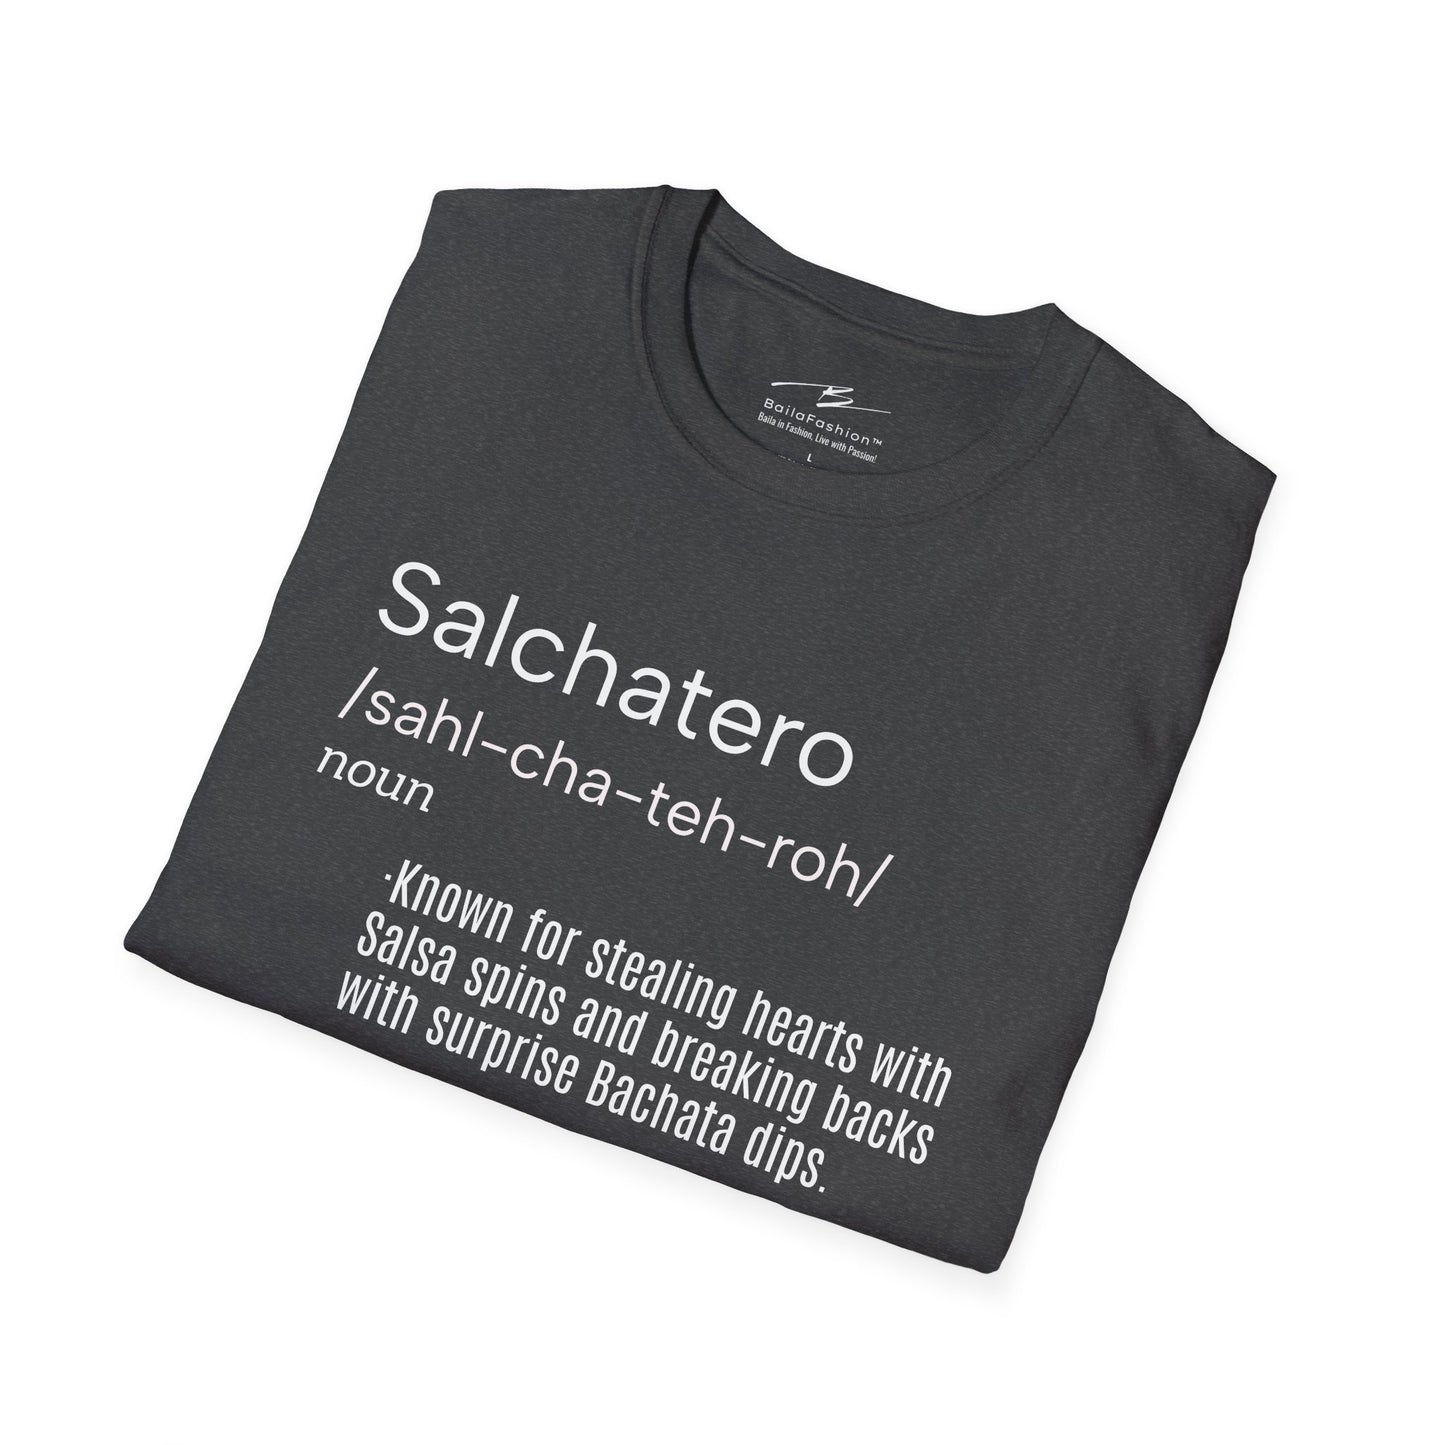 BailaFashion™
Baila in Fashion, Live with Passion!
L
Salchatero
/sahl-cha-teh-roh/
noun
·Known for stealing hearts with
Salsa spins and breaking backs
with surprise Bachata dips.